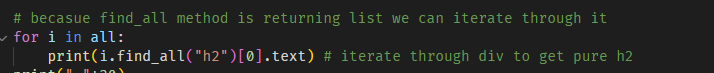 # becasue find_all method is returning list we can iterate through it
for i in all:
    print(i.find_all("h2")[0].text) # iterate through div to get pure h2